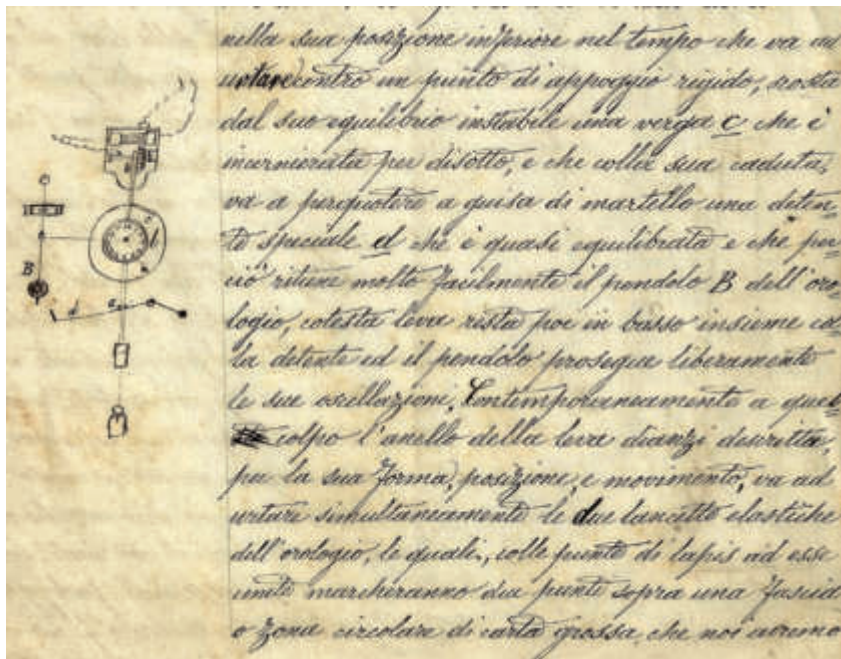 nella sua posizione inferiore nel tempo che va ad
urtare contro un punto di appoggio rigido, sposta
dal suo equilibrio instabile una verga c che è
incernierata per disotto, e che colla sua caduta,
va a perquotere a guisa di martello una deten-
te speciale d che è quasi equilibrata e che per
ciò ritiene molto facilmente il pendolo B dell'oro-
logio, cotesta leva resta poi in basso insieme al
la detente ed il pendolo prosegue liberamente
le sue oscillazioni. Contemporaneamente a quel
colpo l'anello della leva dianzi descritta,
per la sua forma, posizione, e movimento, va ad
urtare simultaneamente le due lancette elastiche
dell'orologio, le quali, colle punte di lapis ad esse
unite marcheranno due punti sopra una fascia
o zona circolare di carta grossa, che noi avremo
B
d
a
c